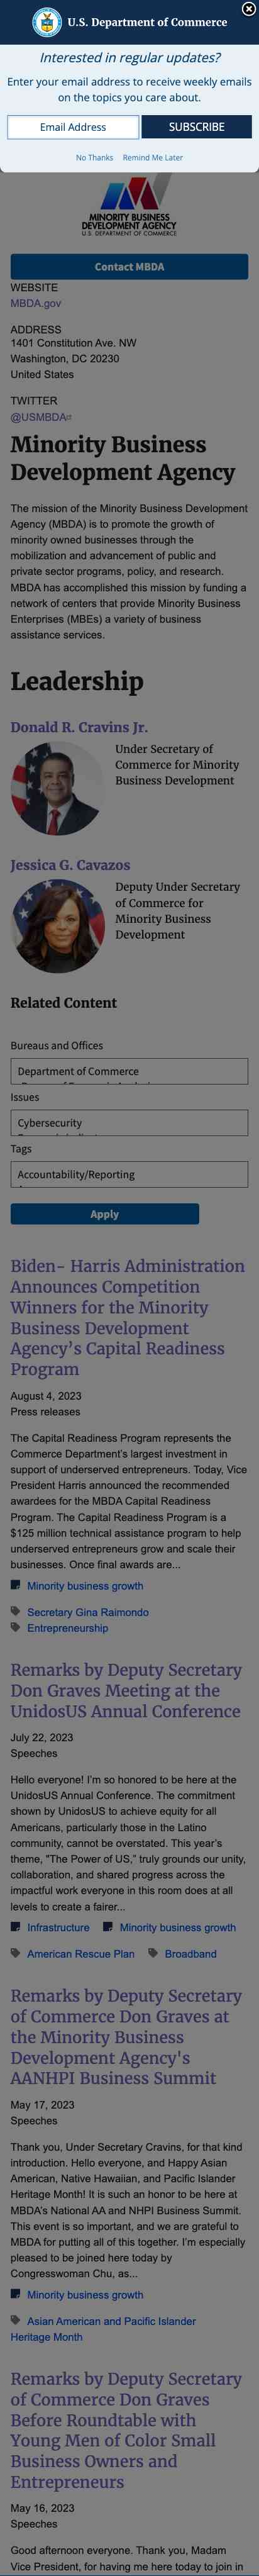 U.S. Department of Commerce
Interested in regular updates?
Enter your email address to receive weekly emails
on the topics you care about.
Email Address
SUBSCRIBE
No Thanks Remind Me Later
MINORITY BUSINESS
DEVELOPMENT AGENCY
U.S. DEPARTMENT OF COMMERCE
Contact MBDA
WEBSITE
MBDA.gov
ADDRESS
1401 Constitution Ave. NW
Washington, DC 20230
United States
TWITTER
@USMBDA
Minority Business
Development Agency
The mission of the Minority Business Development
Agency (MBDA) is to promote the growth of
minority owned businesses through the
mobilization and advancement of public and
private sector programs, policy, and research.
MBDA has accomplished this mission by funding a
network of centers that provide Minority Business
Enterprises (MBEs) a variety of business
assistance services.
Leadership
Donald R. Cravins Jr.
Under Secretary of
Commerce for Minority
Business Development
Jessica G. Cavazos
Deputy Under Secretary
of Commerce for
Minority Business
Development
Related Content
Bureaus and Offices
Department of Commerce
Issues
Cybersecurity
Tags
Accountability/Reporting
Apply
Biden- Harris Administration
Announces Competition
Winners for the Minority
Business Development
Agency’s Capital Readiness
Program
August 4, 2023
Press releases
The Capital Readiness Program represents the
Commerce Department’s largest investment in
support of underserved entrepreneurs. Today, Vice
President Harris announced the recommended
awardees for the MBDA Capital Readiness
Program. The Capital Readiness Program is a
$125 million technical assistance program to help
underserved entrepreneurs grow and scale their
businesses. Once final awards are...
Minority business growth
Secretary Gina Raimondo
Entrepreneurship
Remarks by Deputy Secretary
Don Graves Meeting at the
UnidosUS Annual Conference
July 22, 2023
Speeches
Hello everyone! I’m so honored to be here at the
UnidosUS Annual Conference. The commitment
shown by UnidosUS to achieve equity for all
Americans, particularly those in the Latino
community, cannot be overstated. This year’s
theme, "The Power of US,” truly grounds our unity,
collaboration, and shared progress across the
impactful work everyone in this room does at all
levels to create a fairer...
Infrastructure Minority business growth
American Rescue Plan Broadband
Remarks by Deputy Secretary
of Commerce Don Graves at
the Minority Business
Development Agency's
AANHPI Business Summit
May 17, 2023
Speeches
Thank you, Under Secretary Cravins, for that kind
introduction. Hello everyone, and Happy Asian
American, Native Hawaiian, and Pacific Islander
Heritage Month! It is such an honor to be here at
MBDA’s National AA and NHPI Business Summit.
This event is so important, and we are grateful to
MBDA for putting all of this together. I’m especially
pleased to be joined here today by
Congresswoman Chu, as...
Minority business growth
Asian American and Pacific Islander
Heritage Month
Remarks by Deputy Secretary
of Commerce Don Graves
Before Roundtable with
Young Men of Color Small
Business Owners and
Entrepreneurs
May 16, 2023
Speeches
Good afternoon everyone. Thank you, Madam
Vice President, for having me here today to join in